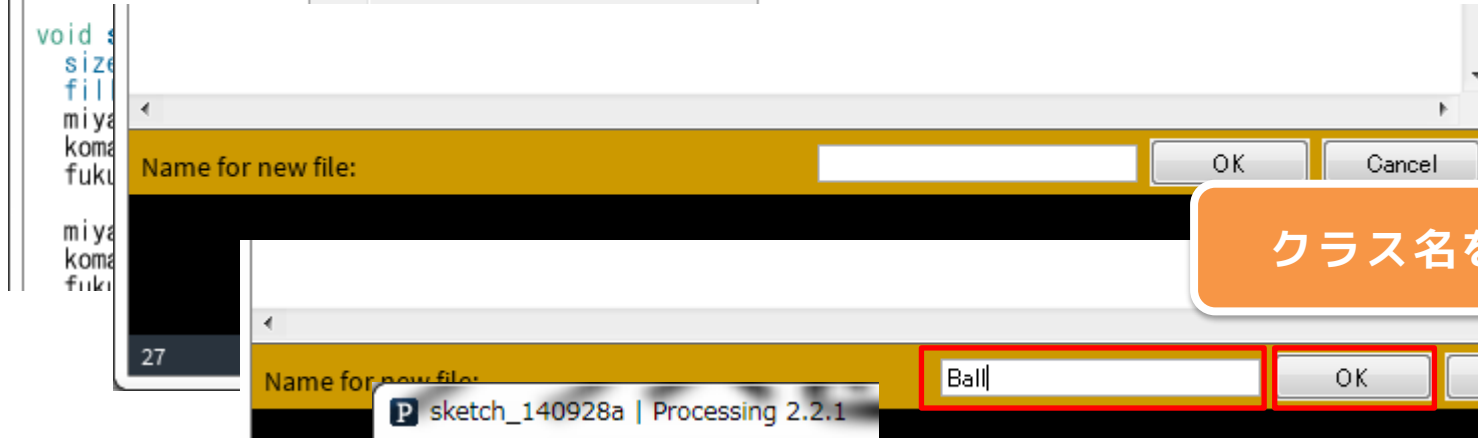 void
size
fill
miya
koma
fuku
miya
koma
fuku
Name for new file:
OK
Cancel
クラス名を
27
Name for new file:
Ball
OK
sketch_140928a | Processing 2.2.1